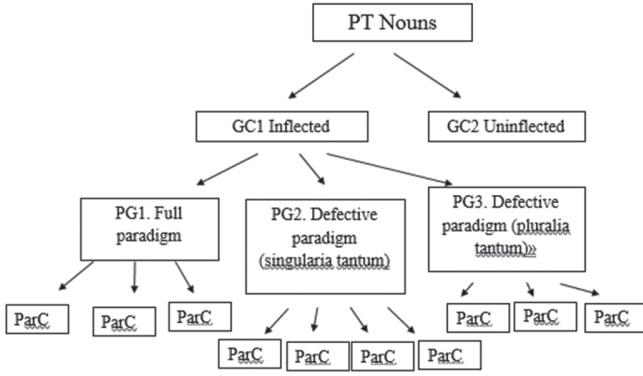 PT Nouns
GC1 Inflected
GC2 Uninflected
PG1. Full
paradigm
PG2. Defective
paradigm
(singularia tantum)
PG3. Defective
paradigm (pluralia
tantum)»
ParC
ParC
ParC
ParC
ParC
ParC
ParC
ParC
ParC
ParC